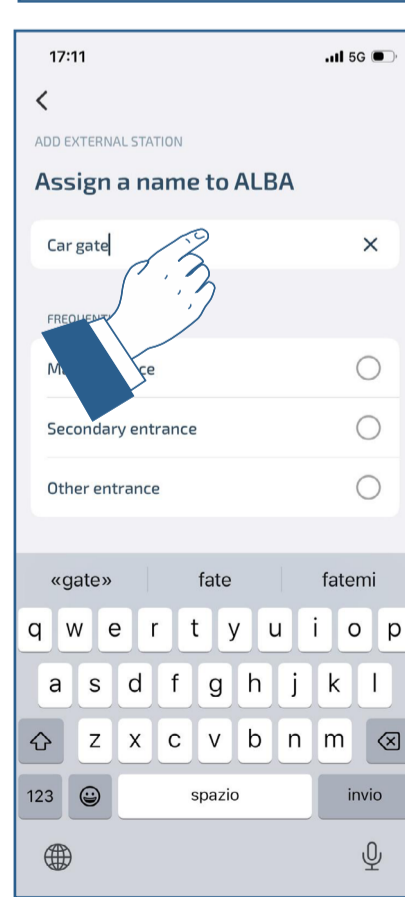 17:11
5G
ADD EXTERNAL STATION
Assign a name to ALBA
Car gate
Secondary entrance
Other entrance
«gate» fate fatemi
q w e r t y u i o p
a s d f g h j k l
z x c v b n m
123 spazio invio